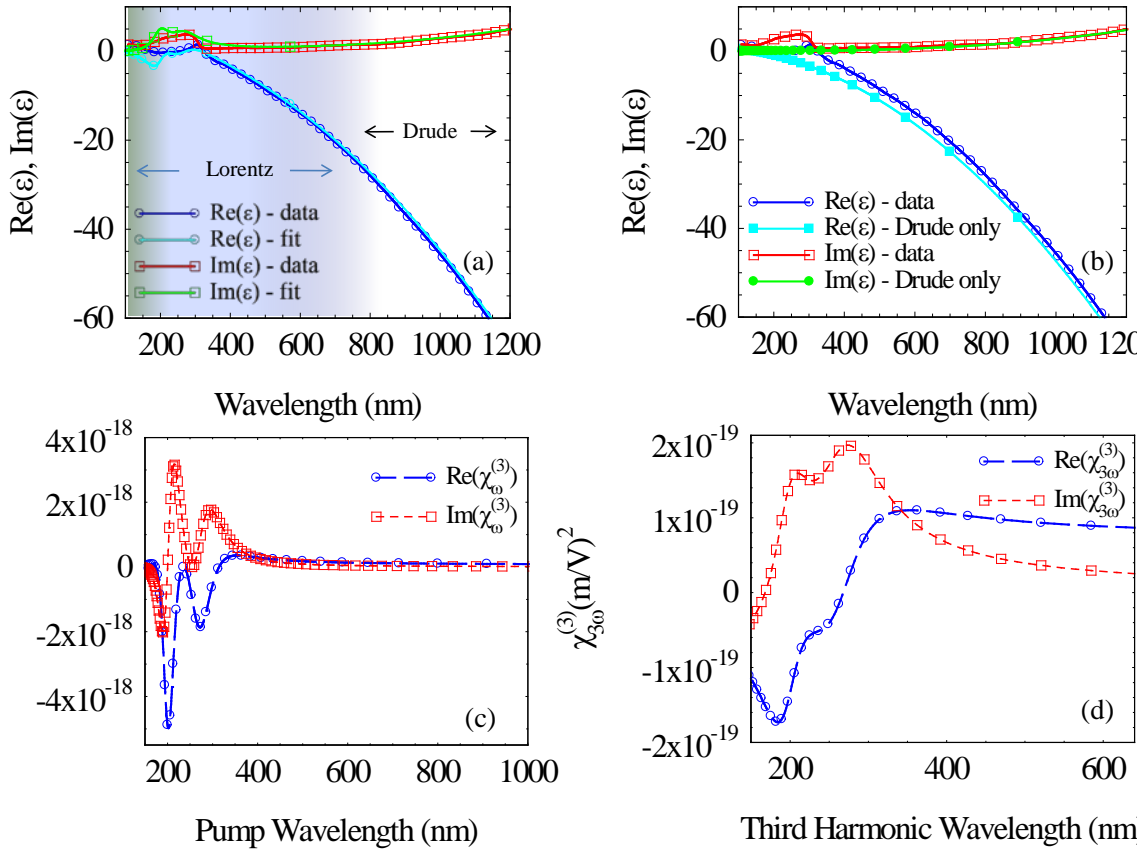 0
-20
-40
-60
Re(ε), Im(ε)
Drude
Lorentz
Re(ε) - data
Re(ε) - fit
Im(ε) - data
Im(ε) - fit
(a)
200 400 600 800 1000 1200
Wavelength (nm)
0
-20
-40
-60
Re(ε), Im(ε)
Re(ε) - data
Re(ε) - Drude only
Im(ε) - data
Im(ε) - Drude only
(b)
200 400 600 800 1000 120
Wavelength (nm)
4x10-18
2x10-18
0
-2x10-18
-4x10-18
Re(χω(3))
Im(χω(3))
(c)
200 400 600 800 1000
Pump Wavelength (nm)
2x10-19
1x10-19
0
-1x10-19
-2x10-19
χ3ω(3)(m/V)2
Re(χ3ω(3))
Im(χ3ω(3))
(d)
200 400 600
Third Harmonic Wavelength (nm)